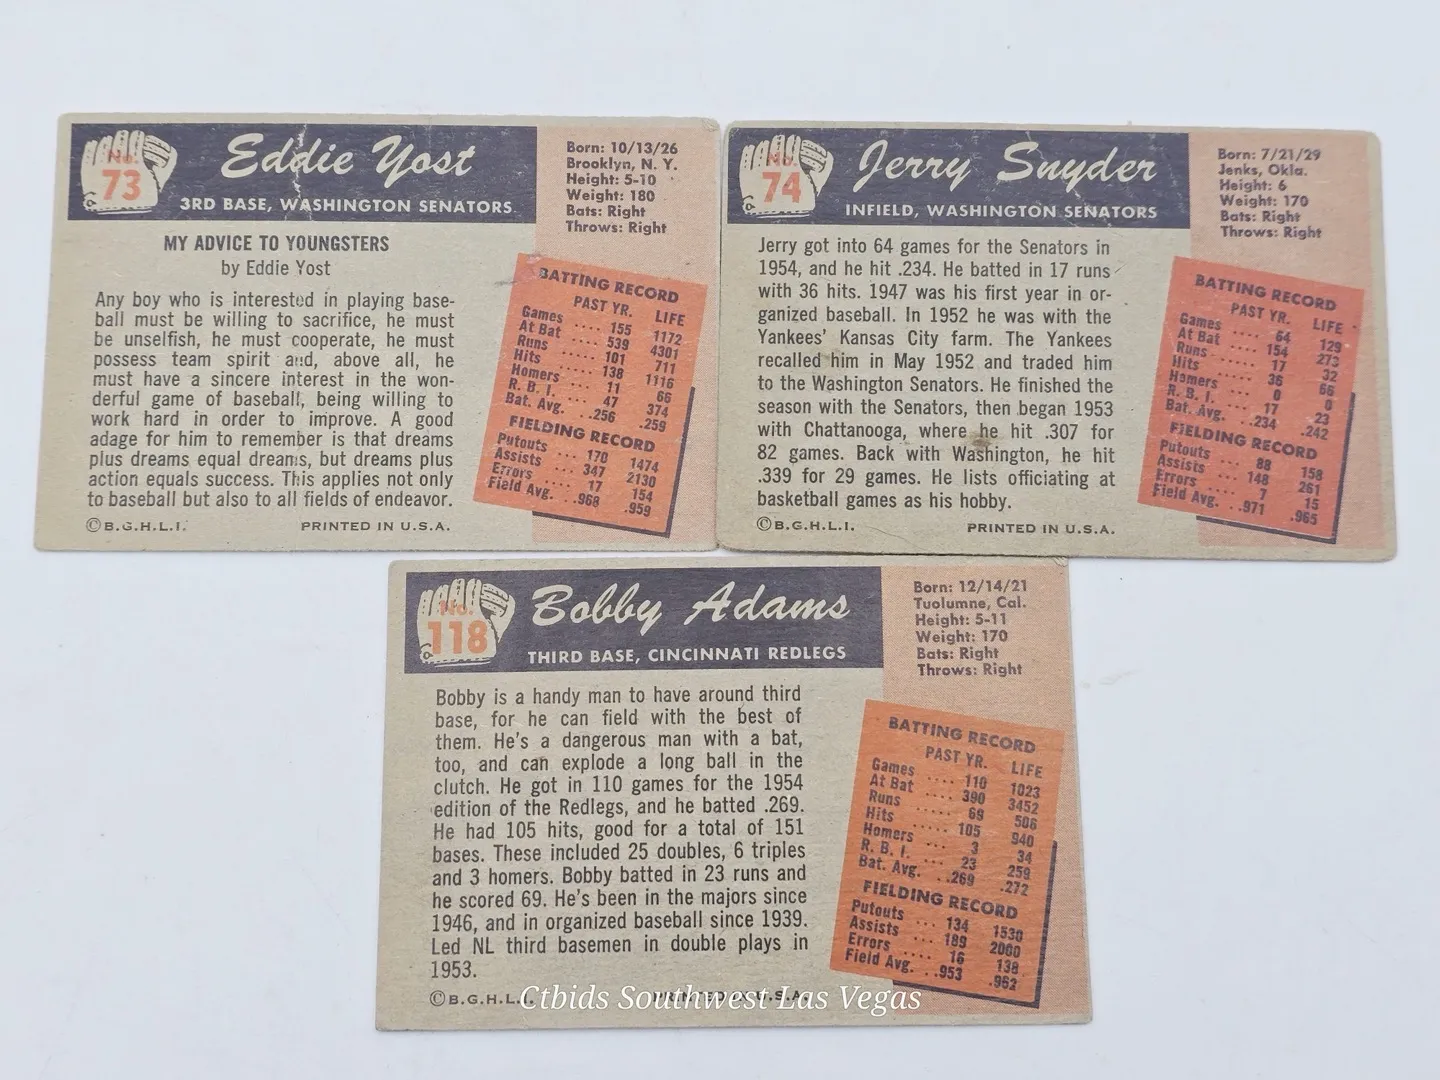 No.
73
Eddie Yost
3RD BASE, WASHINGTON SENATORS
Born: 10/13/26
Brooklyn, N. Y.
Height: 5-10
Weight: 180
Bats: Right
Throws: Right
MY ADVICE TO YOUNGSTERS
by Eddie Yost
Any boy who is interested in playing base-
ball must be willing to sacrifice, he must
be unselfish, he must cooperate, he must
possess team spirit and, above all, he
must have a sincere interest in the won-
derful game of baseball, being willing to
work hard in order to improve. A good
adage for him to remember is that dreams
plus dreams equal dreams, but dreams plus
action equals success. This applies not only
to baseball but also to all fields of endeavor.
©B.G.H.L.I. PRINTED IN U.S.A.
BATTING RECORD
PAST YR. LIFE
Games .... 155 1172
At Bat .... 539 4301
Runs ..... 101 711
Hits ..... 138 1116
Homers ... 11 66
R. B. I. ... 47 374
Bat. Avg. ..256 .259
FIELDING RECORD
Putouts .. 170 1474
Assists ... 347 2130
Errors .... 17 154
Field Avg. ..968 .959
No.
74
Jerry Snyder
INFIELD, WASHINGTON SENATORS
Born: 7/21/29
Jenks, Okla.
Height: 6
Weight: 170
Bats: Right
Throws: Right
Jerry got into 64 games for the Senators in
1954, and he hit .234. He batted in 17 runs
with 36 hits. 1947 was his first year in or-
ganized baseball. In 1952 he was with the
Yankees' Kansas City farm. The Yankees
recalled him in May 1952 and traded him
to the Washington Senators. He finished the
season with the Senators, then began 1953
with Chattanooga, where he hit .307 for
82 games. Back with Washington, he hit
.339 for 29 games. He lists officiating at
basketball games as his hobby.
©B.G.H.L.I. PRINTED IN U.S.A.
BATTING RECORD
PAST YR. LIFE
Games .... 64 129
At Bat .... 154 273
Runs ..... 17 32
Hits ..... 36 66
Homers ... 0 0
R. B. I. ... 17 23
Bat. Avg. ..234 .242
FIELDING RECORD
Putouts .. 88 158
Assists ... 148 261
Errors .... 7 15
Field Avg. ..971 .965
No.
118
Bobby Adams
THIRD BASE, CINCINNATI REDLEGS
Born: 12/14/21
Tuolumne, Cal.
Height: 5-11
Weight: 170
Bats: Right
Throws: Right
Bobby is a handy man to have around third
base, for he can field with the best of
them. He's a dangerous man with a bat,
too, and can explode a long ball in the
clutch. He got in 110 games for the 1954
edition of the Redlegs, and he batted .269.
He had 105 hits, good for a total of 151
bases. These included 25 doubles, 6 triples
and 3 homers. Bobby batted in 23 runs and
he scored 69. He's been in the majors since
1946, and in organized baseball since 1939.
Led NL third basemen in double plays in
1953.
©B.G.H.L.I. PRINTED IN U.S.A.
BATTING RECORD
PAST YR. LIFE
Games .... 110 1023
At Bat .... 390 3452
Runs ..... 69 506
Hits ..... 105 940
Homers ... 3 34
R. B. I. ... 23 259
Bat. Avg. ..269 .272
FIELDING RECORD
Putouts ... 134 1530
Assists ... 189 2000
Errors .... 16 138
Field Avg. ..953 .962
Ctbids Southwest Las Vegas